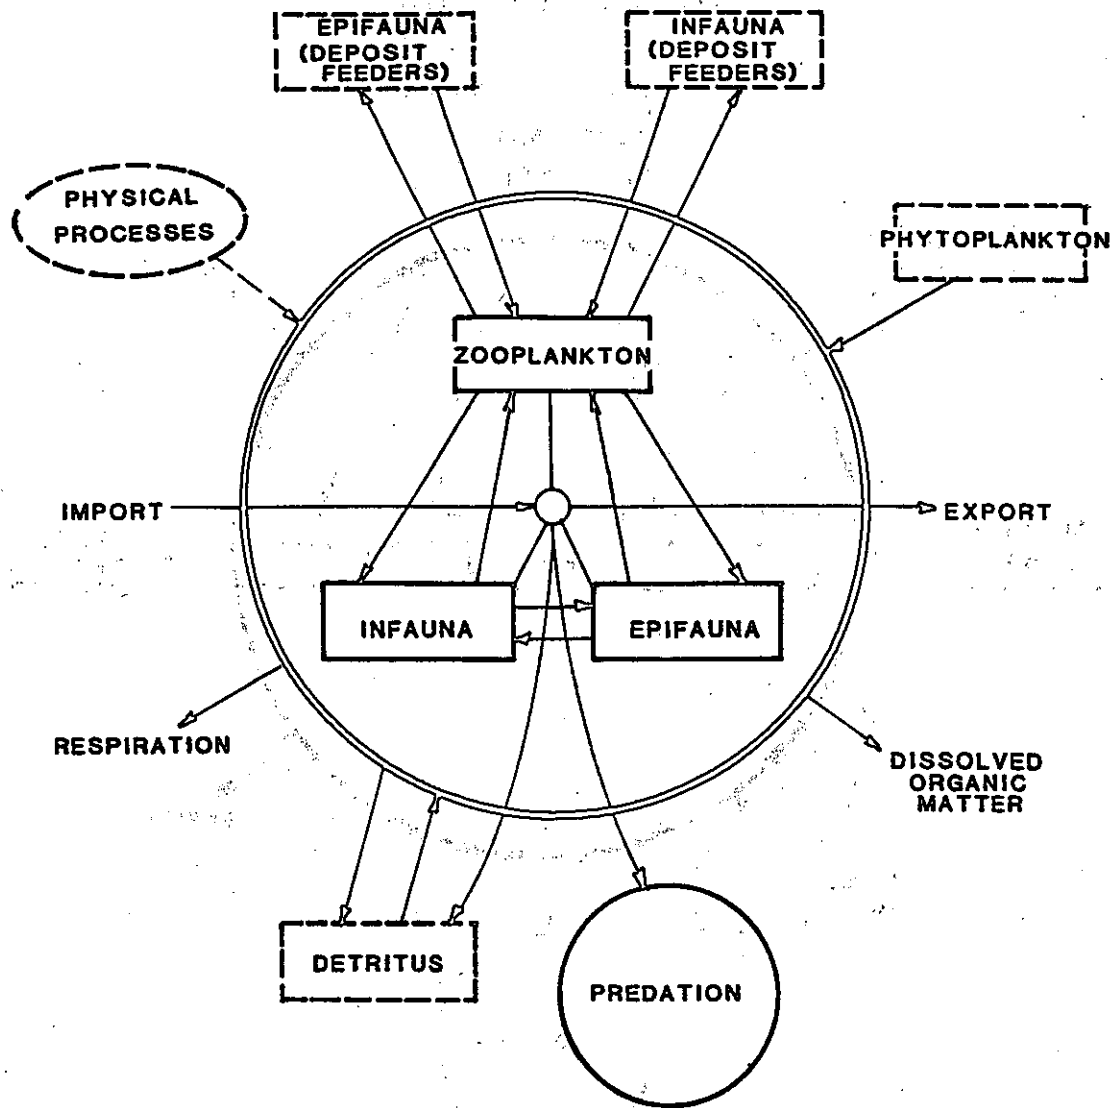 EPIFAUNA
(DEPOSIT
FEEDERS)
INFAUNA
(DEPOSIT
FEEDERS)
PHYSICAL
PROCESSES
PHYTOPLANKTON
ZOOPLANKTON
IMPORT
EXPORT
INFAUNA
EPIFAUNA
RESPIRATION
DISSOLVED
ORGANIC
MATTER
DETRITUS
PREDATION